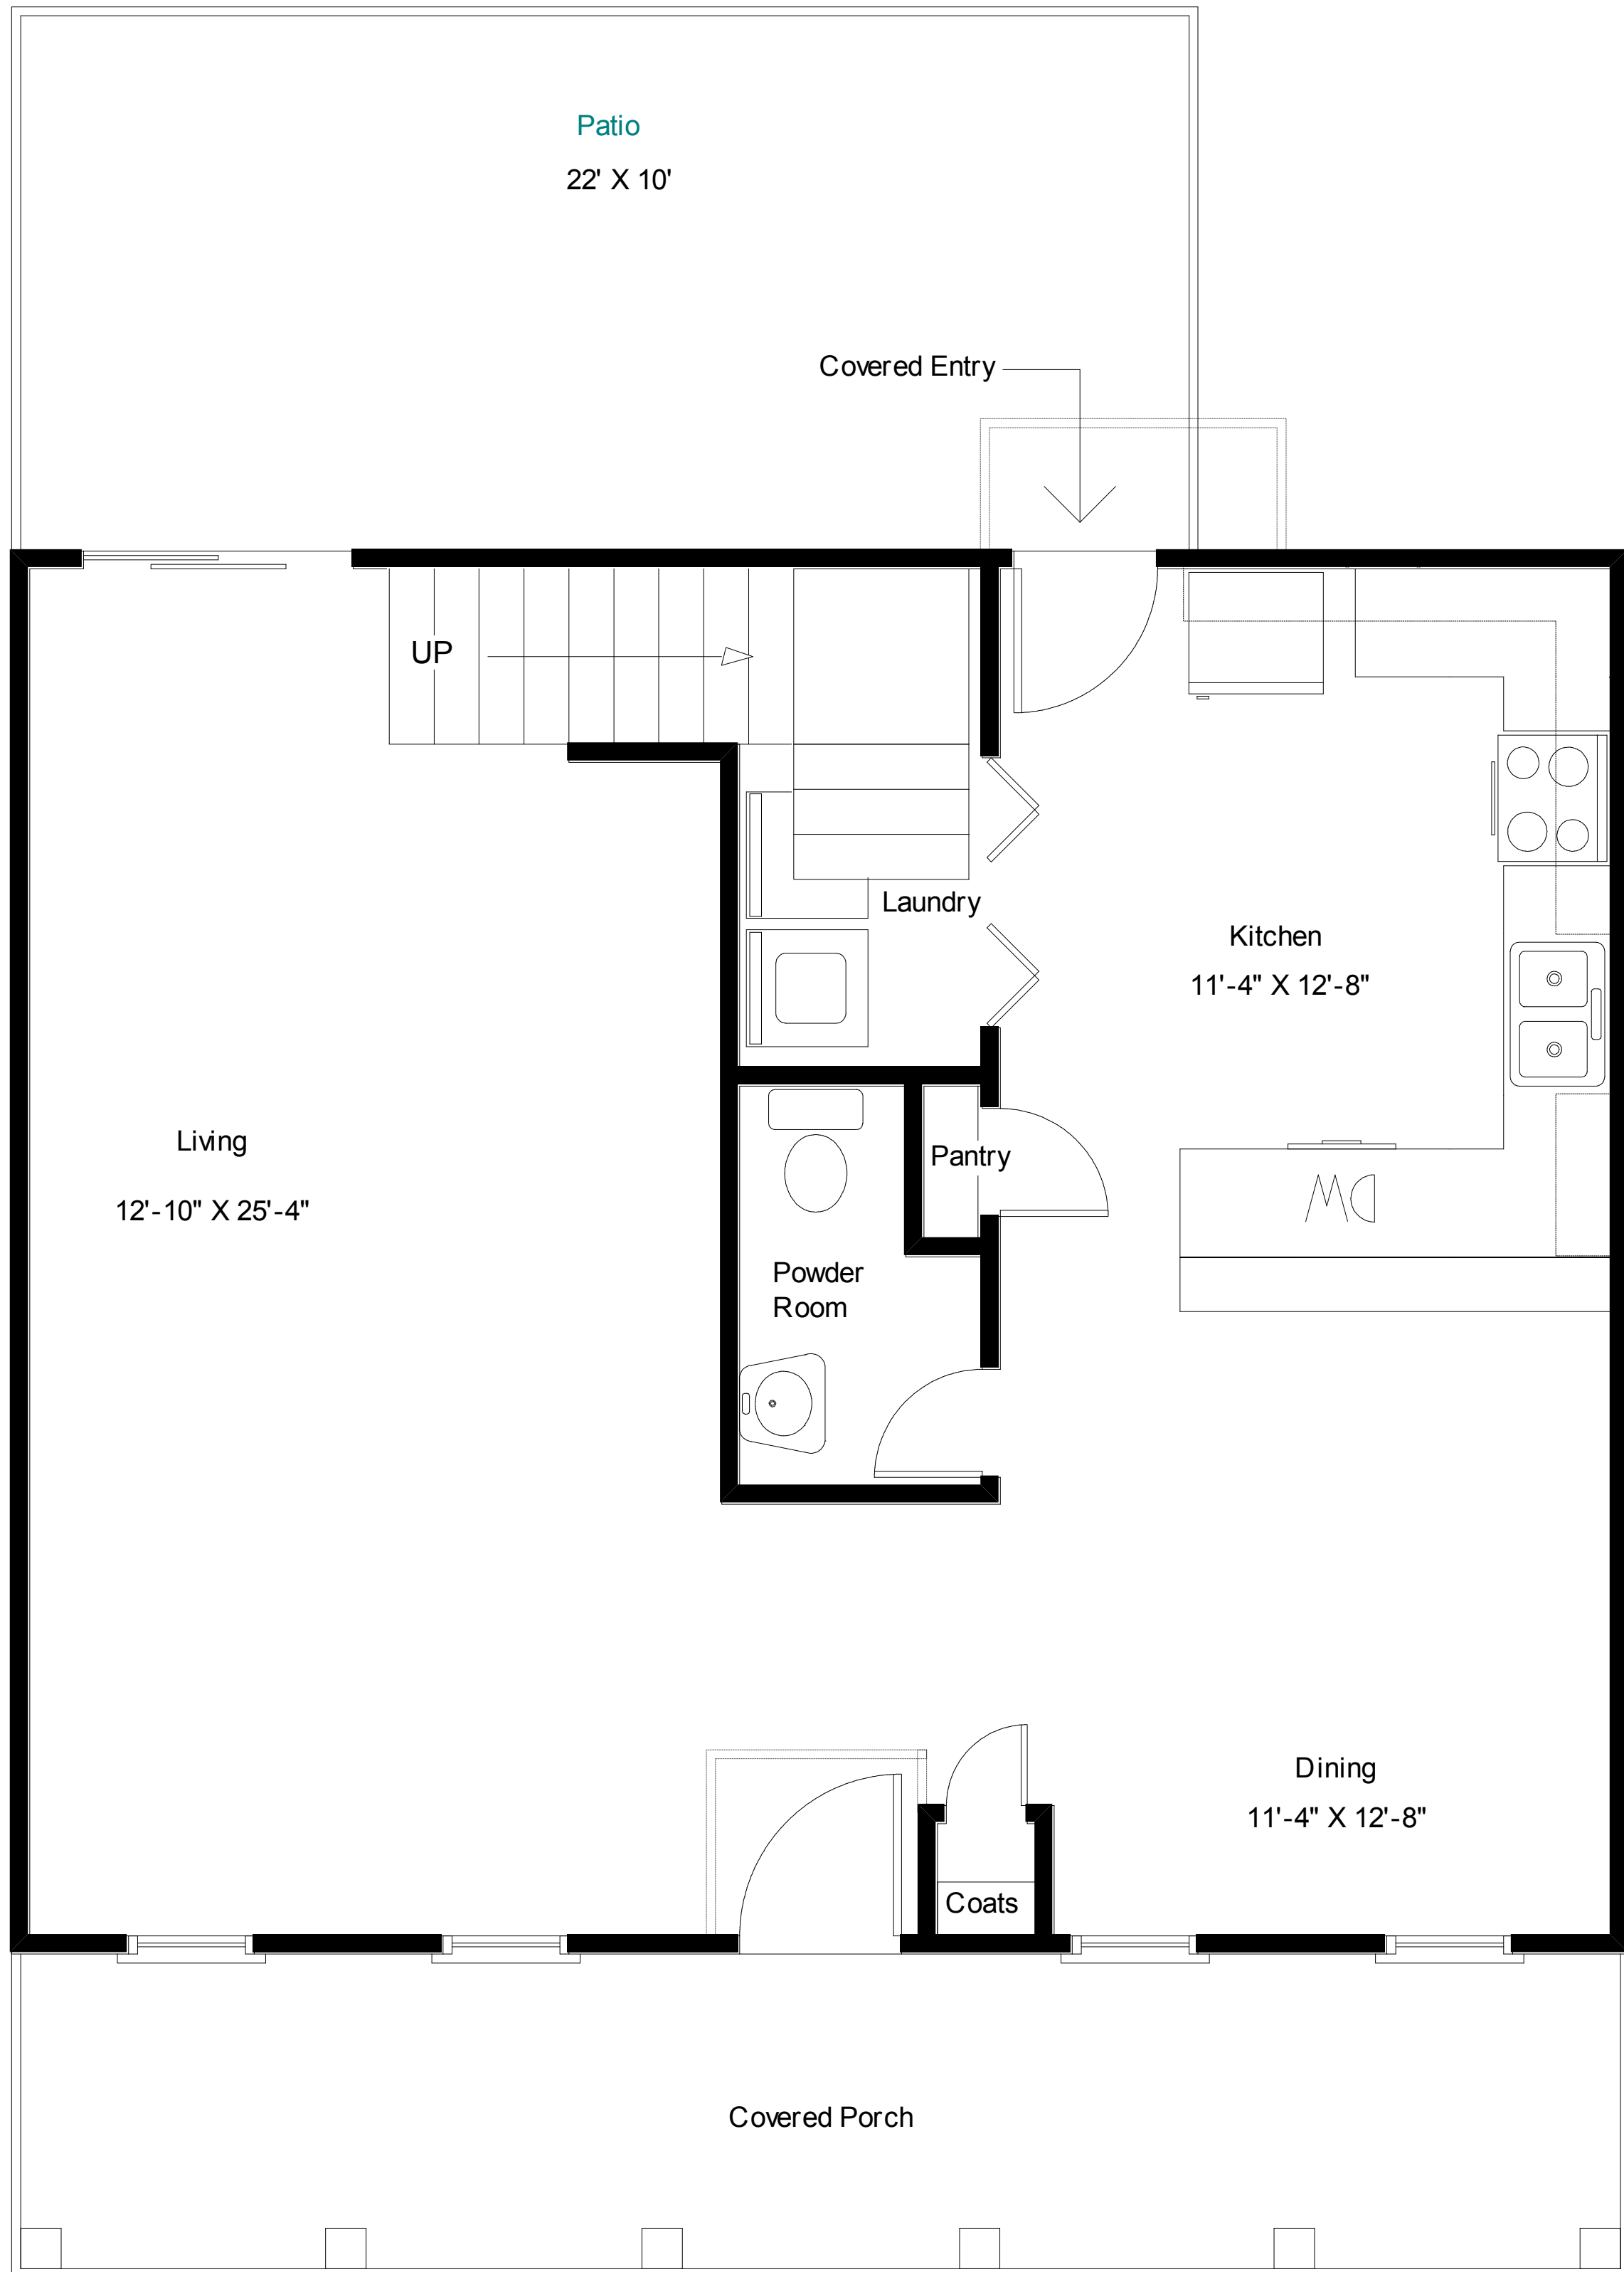 Patio
22' X 10'
Covered Entry
UP
Laundry
Kitchen
11'-4" X 12'-8"
Living
12'-10" X 25'-4"
Pantry
DW
Powder
Room
Dining
11'-4" X 12'-8"
Coats
Covered Porch